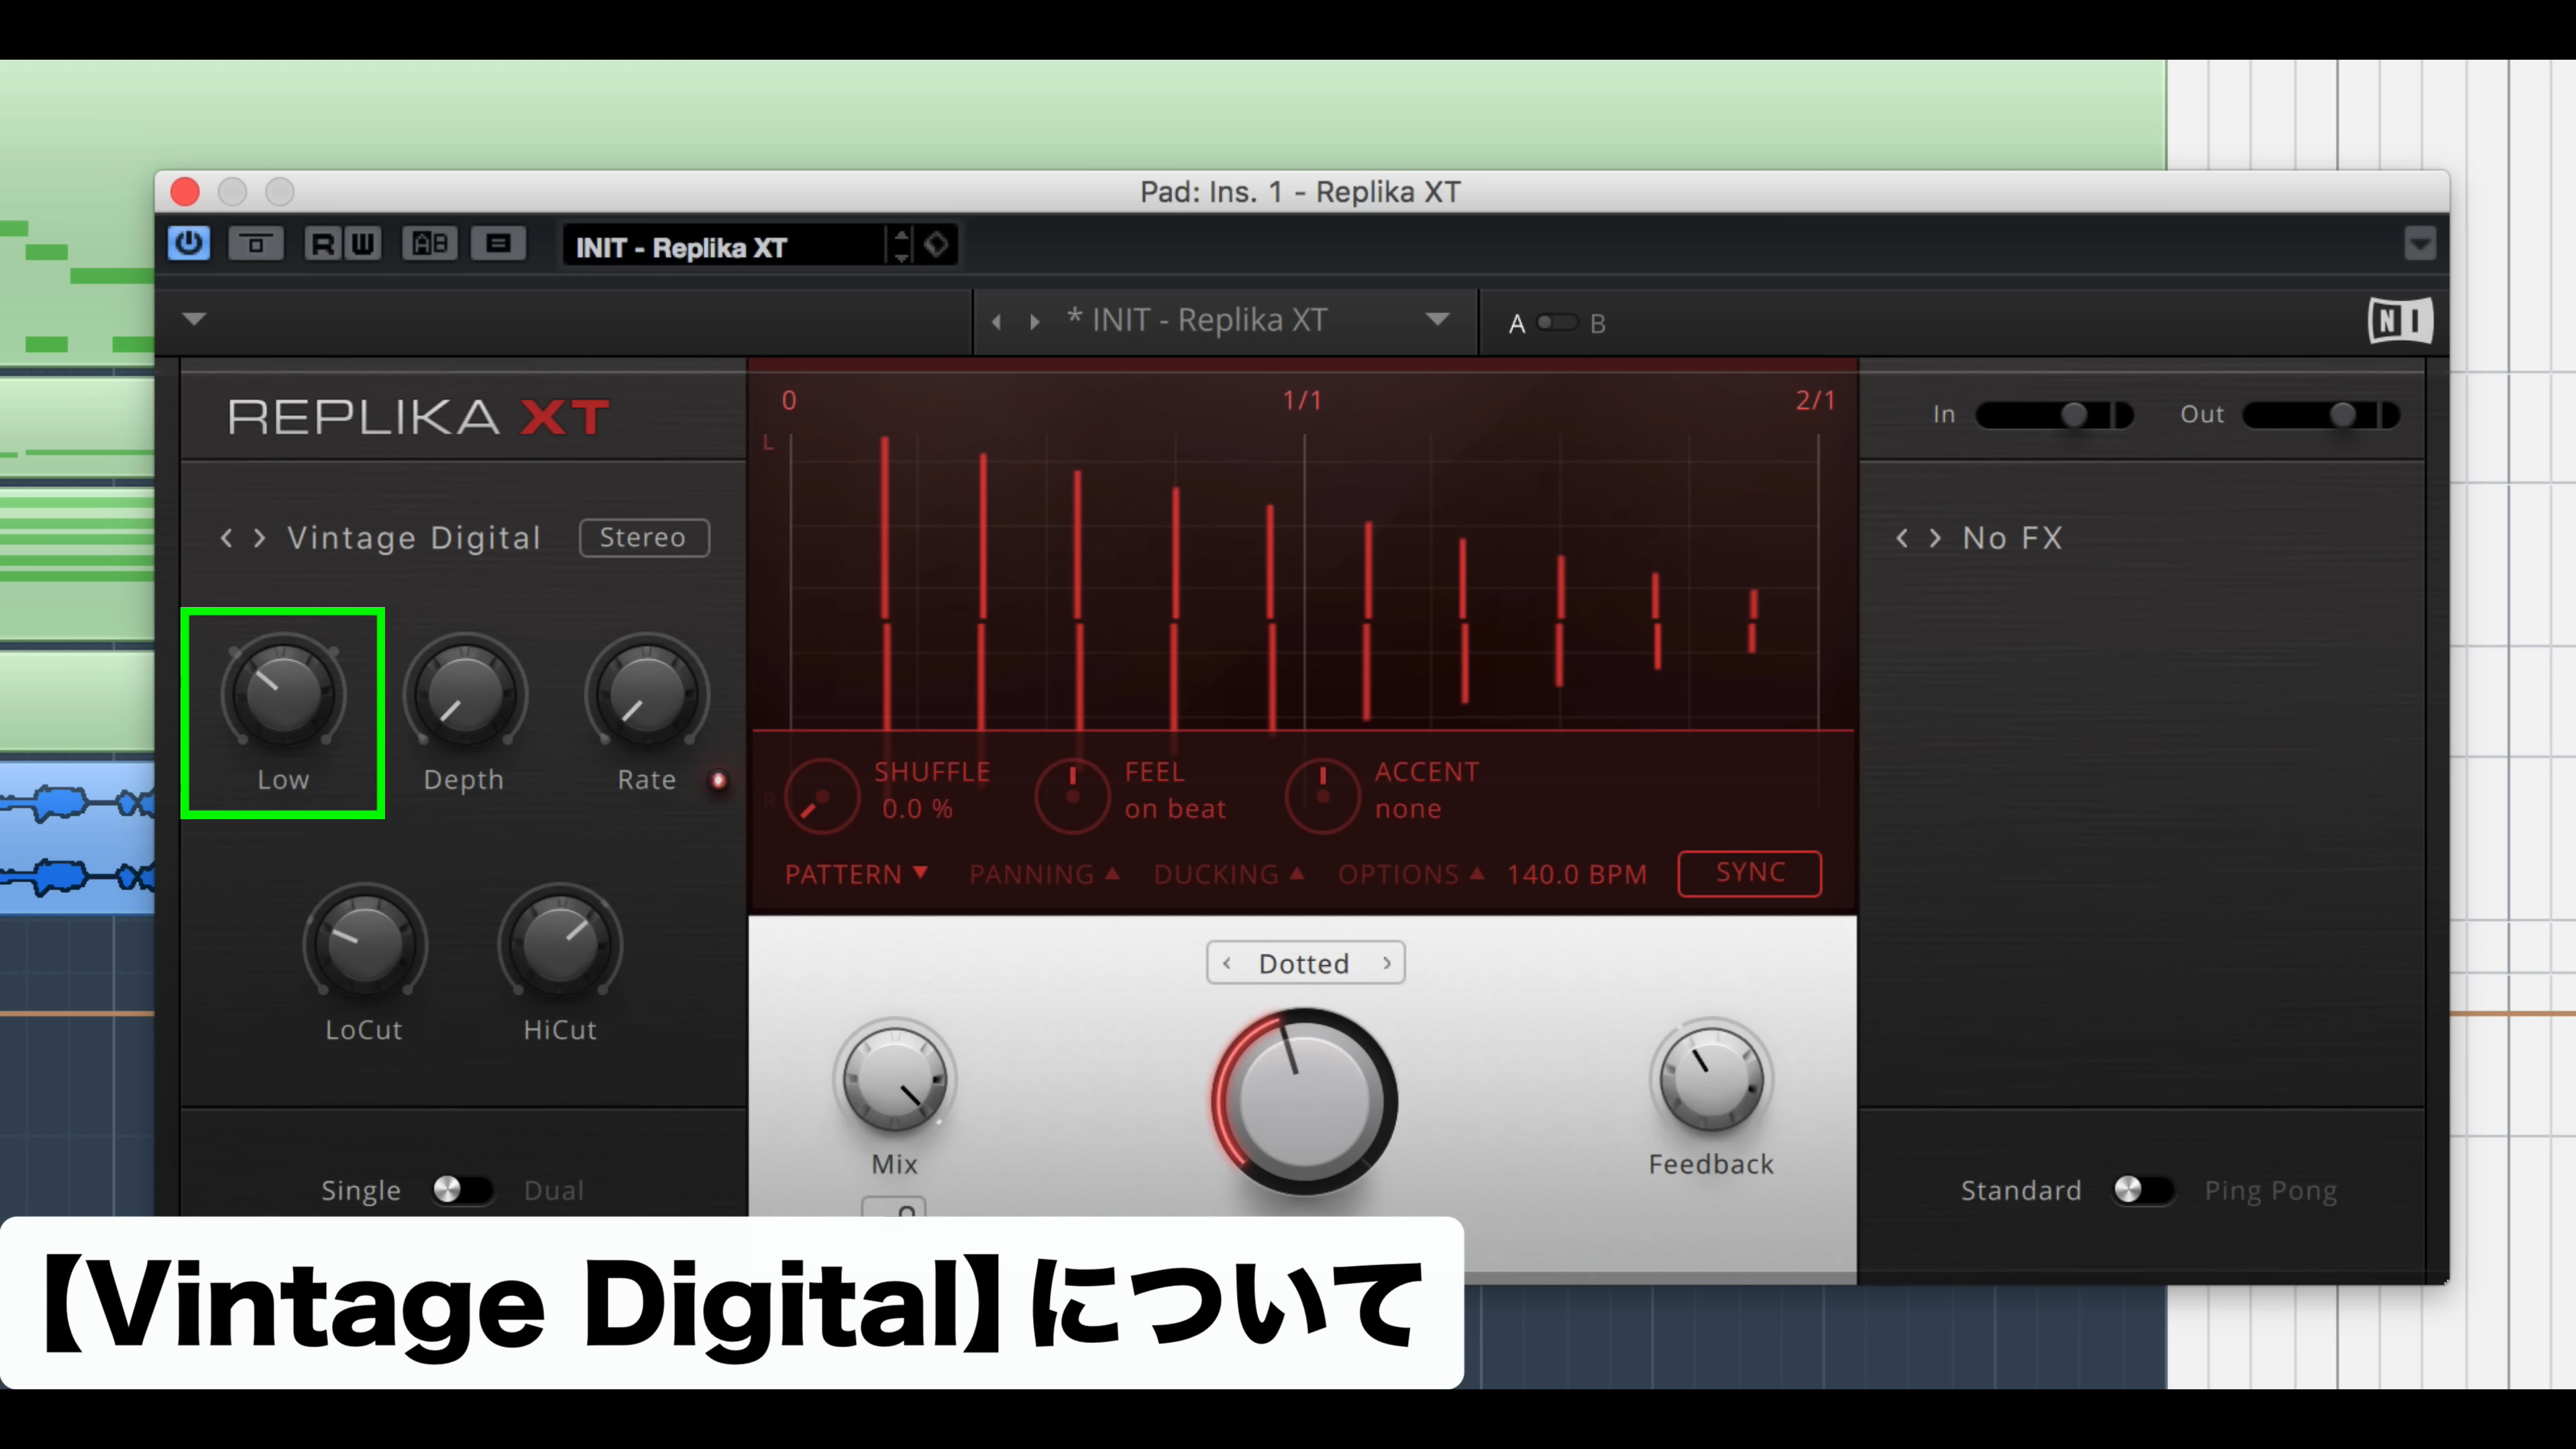 Pad: Ins. 1 - Replika XT
R W AB INIT - Replika XT
* INIT - Replika XT A B NI
REPLIKA XT
0 1/1 2/1
In Out
L
Vintage Digital Stereo
No FX
Low Depth Rate
R
SHUFFLE FEEL ACCENT
0.0 % on beat none
PATTERN PANNING DUCKING OPTIONS 140.0 BPM SYNC
LoCut HiCut
Dotted
Mix Feedback
Single Dual
Standard Ping Pong
【Vintage Digital】について